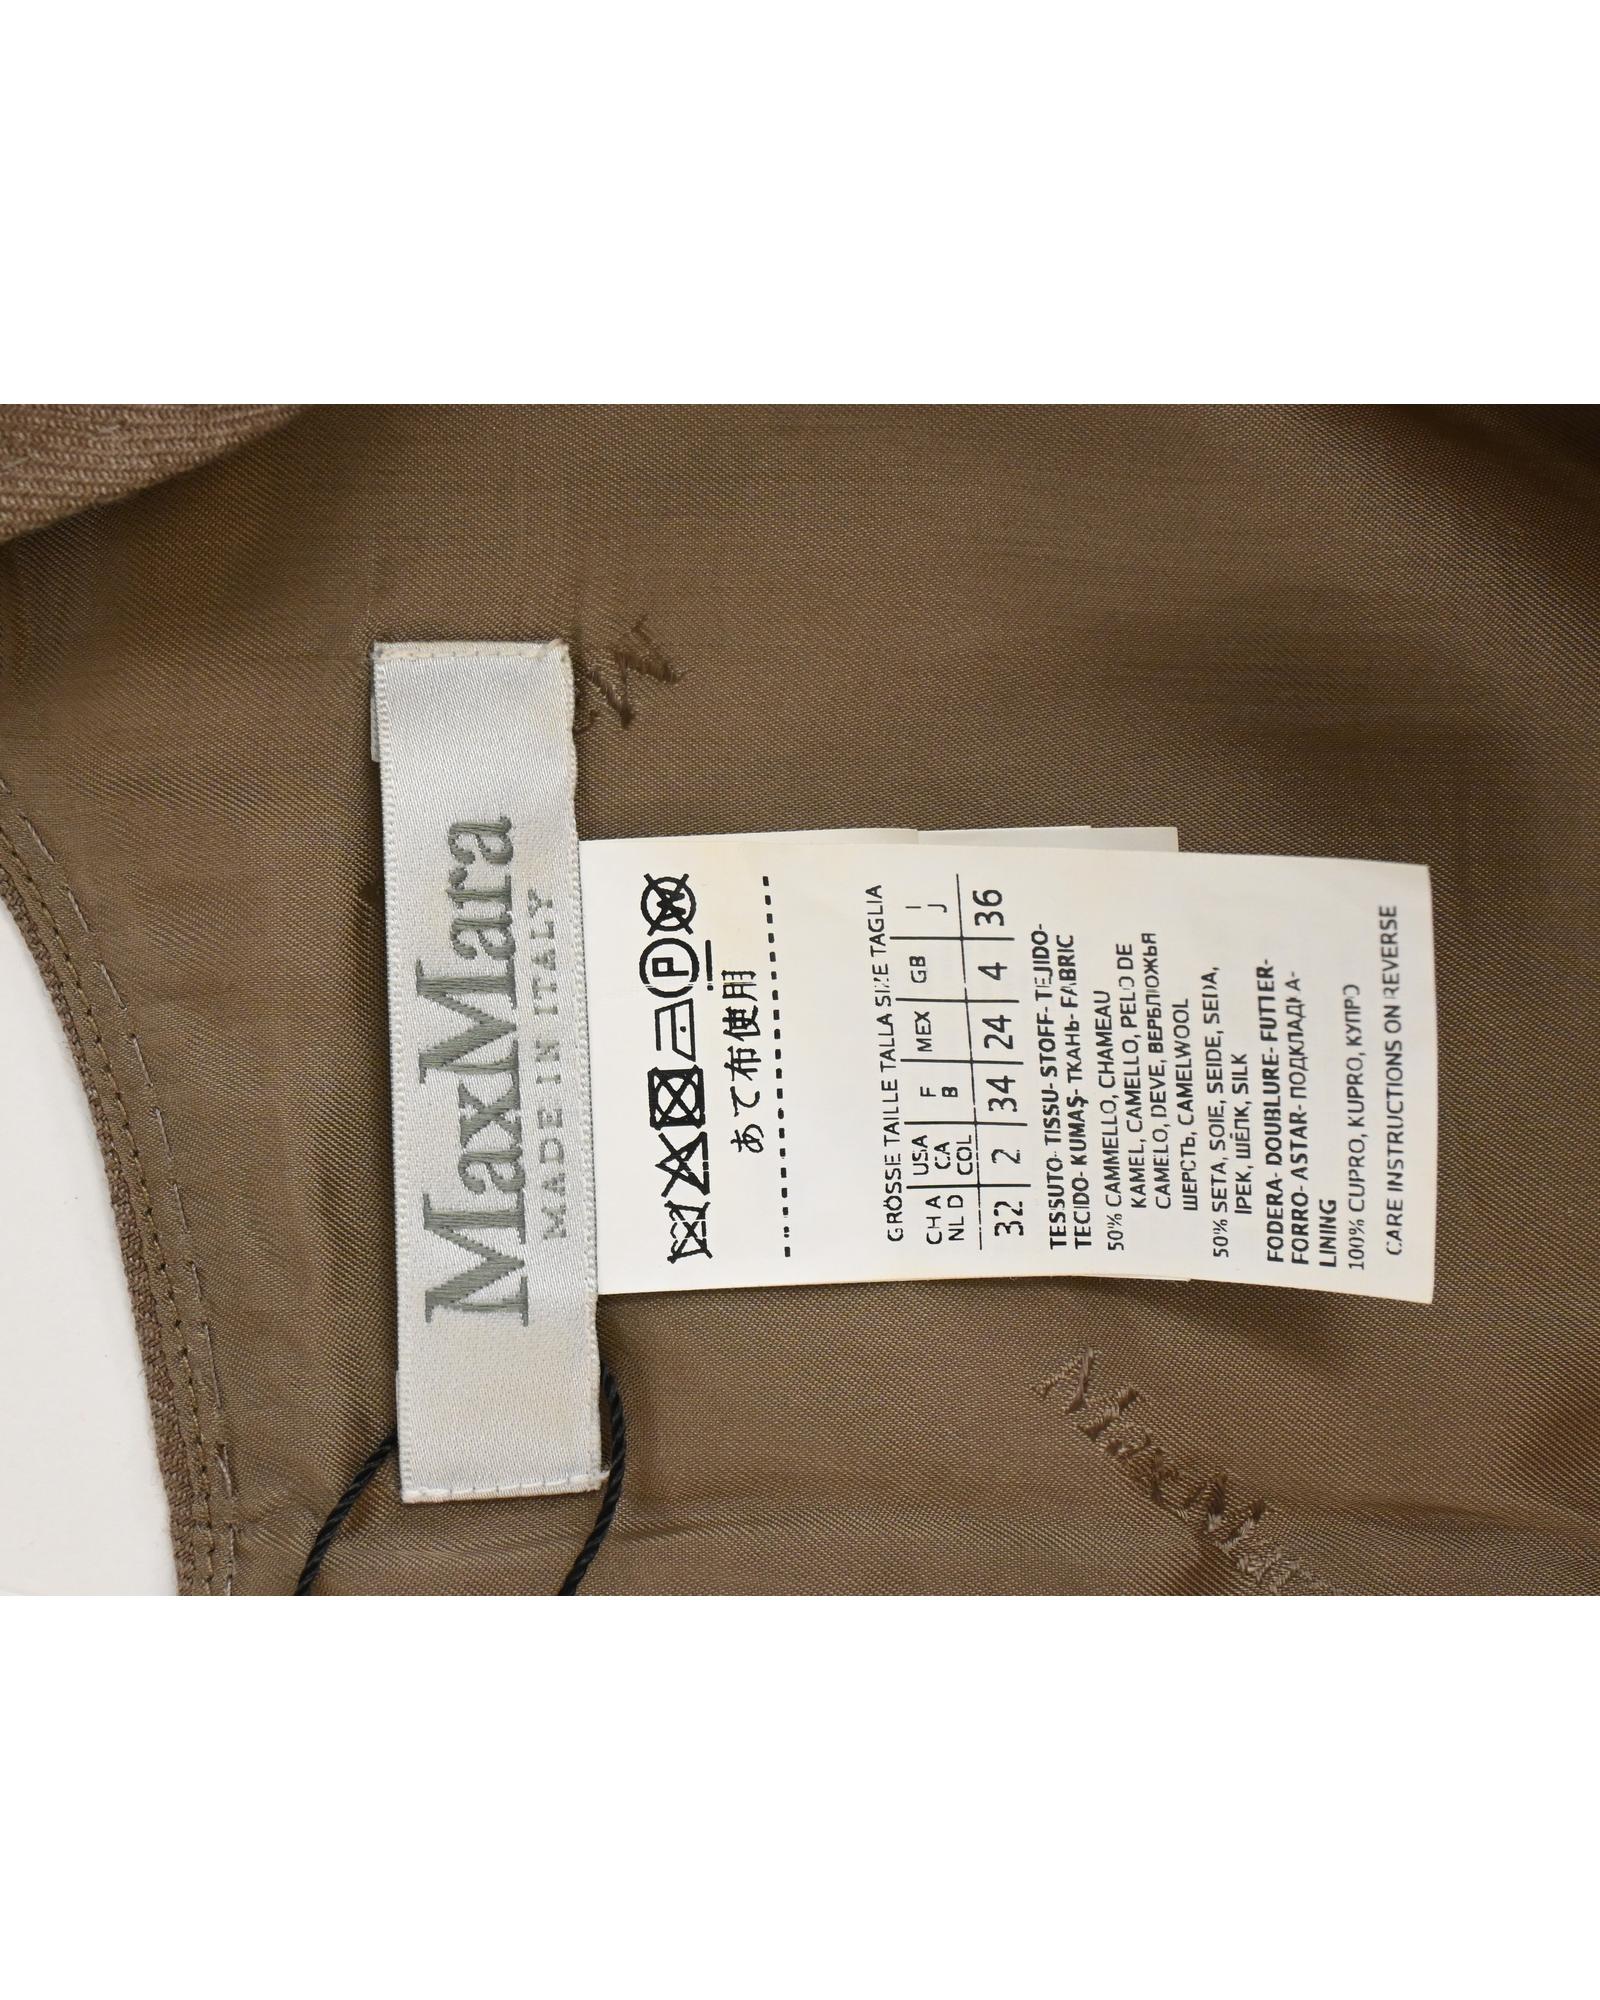 MaxMara
MADE IN ITALY
P
W
あて布使用
GRÖSSE TAILLE TALLA SIZE TAGLIA
CH A USA F MEX GB I
NL D CA B J
COL
32 2 34 24 4 36
TESSUTO- TISSU- STOFF- TEJIDO-
TECIDO- KUMAŞ- ТКАНЬ- FABRIC
50% CAMMELLO, CHAMEAU
KAMEL, CAMELLO, PELO DE
CAMELO, DEVE, ВЕРБЛЮЖЬЯ
ШЕРСТЬ, CAMELWOOL
50% SETA, SOIE, SEIDE, SEDA,
IPEK, ШЁЛК, SILK
FODERA- DOUBLURE- FUTTER-
FORRO- ASTAR- ПОДКЛАДКА-
LINING
100% CUPRO, KUPRO, КУПРО
CARE INSTRUCTIONS ON REVERSE
MaxM